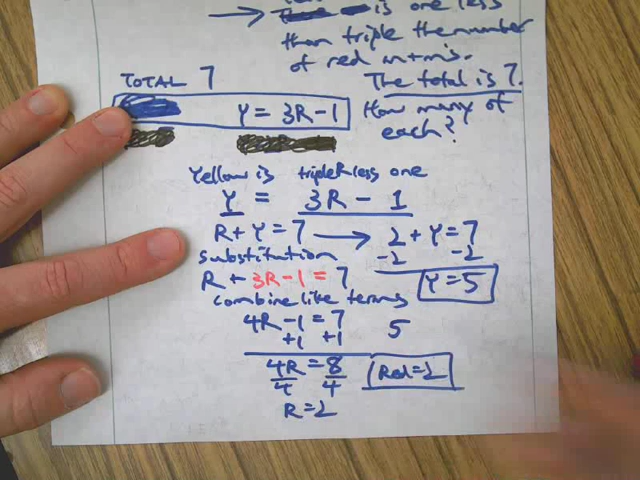 is one less
than triple the number
of red m+m's.
TOTAL 7
The total is 7.
Y = 3R-1
How many of
each?
Yellow is triple R less one
Y = 3R - 1
R + Y = 7 → 2 + Y = 7
-2 -2
substitution
R + 3R-1 = 7
Y = 5
combine like terms
4R - 1 = 7
5
+1 +1
4R = 8
4 4
Red = 2
R = 2